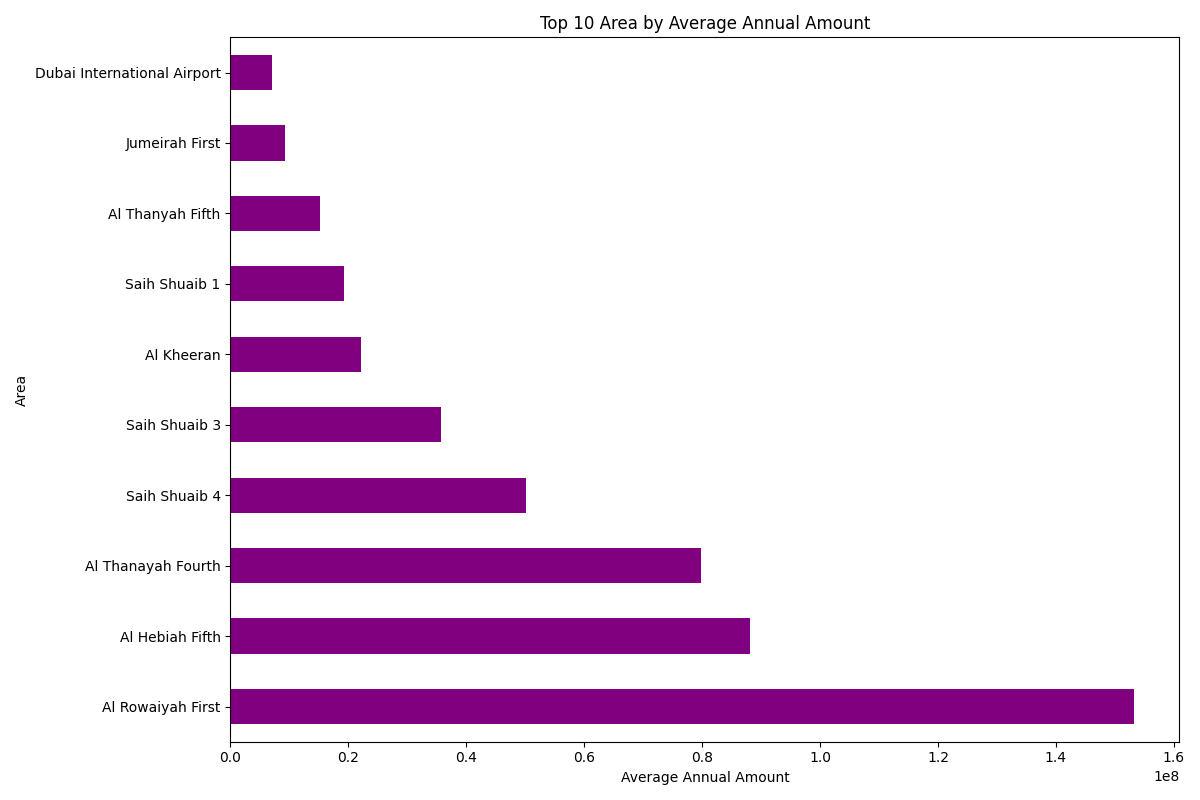 Top 10 Area by Average Annual Amount
Dubai International Airport
Jumeirah First
Al Thanyah Fifth
Saih Shuaib 1
Al Kheeran
Saih Shuaib 3
Saih Shuaib 4
Al Thanayah Fourth
Al Hebiah Fifth
Al Rowaiyah First
Area
0.0 0.2 0.4 0.6 0.8 1.0 1.2 1.4 1.6
1e8
Average Annual Amount